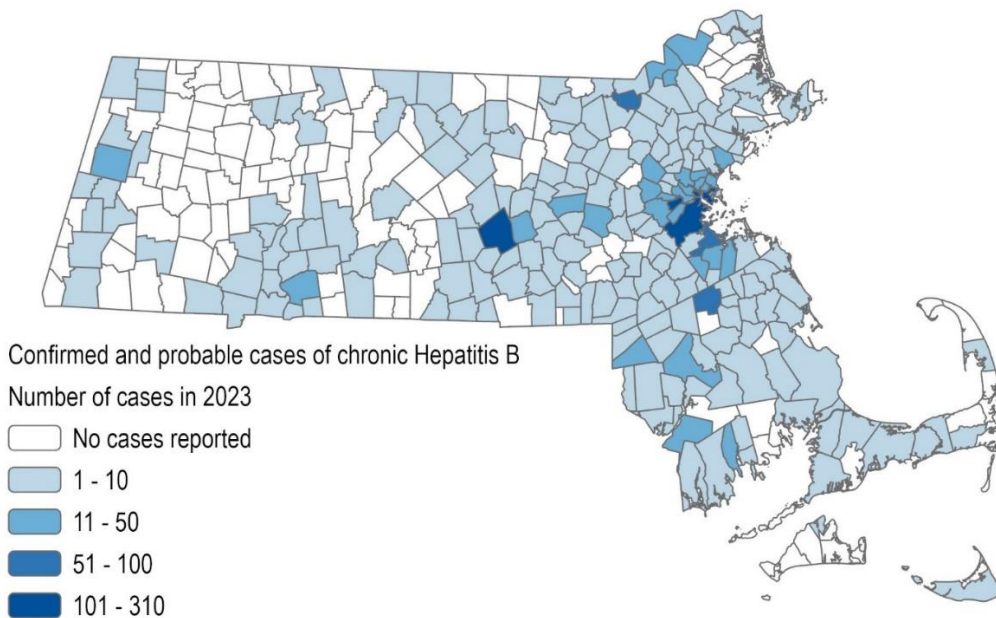 Confirmed and probable cases of chronic Hepatitis B
Number of cases in 2023
No cases reported
1 - 10
11 - 50
51 - 100
101 - 310